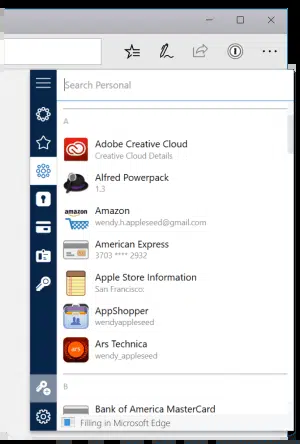 Search Personal
A
Adobe Creative Cloud
Creative Cloud Details
Alfred Powerpack
1.3
amazon
Amazon
wendy.h.appleseed@gmail.com
American Express
3703 **** 2932
Apple Store Information
San Francisco:
AppShopper
wendyappleseed
ars
Ars Technica
wendy_appleseed
B
Bank of America MasterCard
Filling in Microsoft Edge